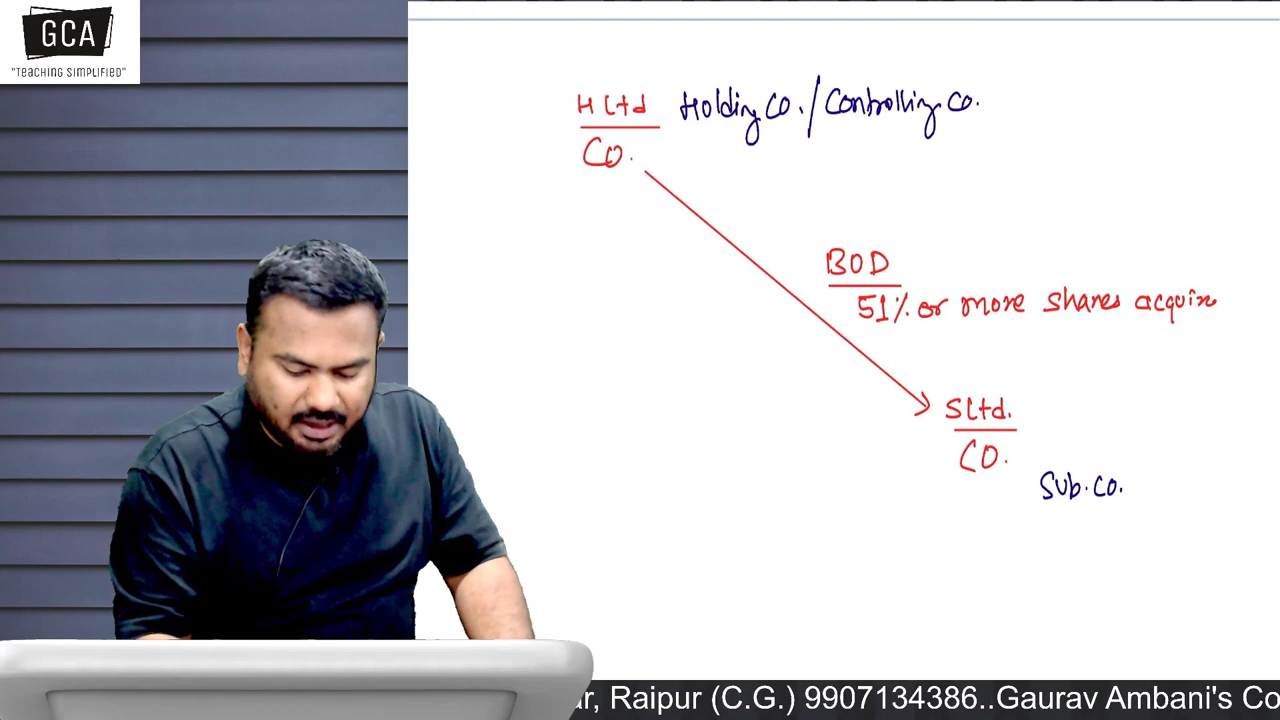 GCA
"TEACHING SIMPLIFIED"
H Ltd Holding Co. / Controlling Co.
Co.
BOD
51% or more shares acquire
S Ltd.
CO.
Sub. Co.
ar, Raipur (C.G.) 9907134386..Gaurav Ambani's Co